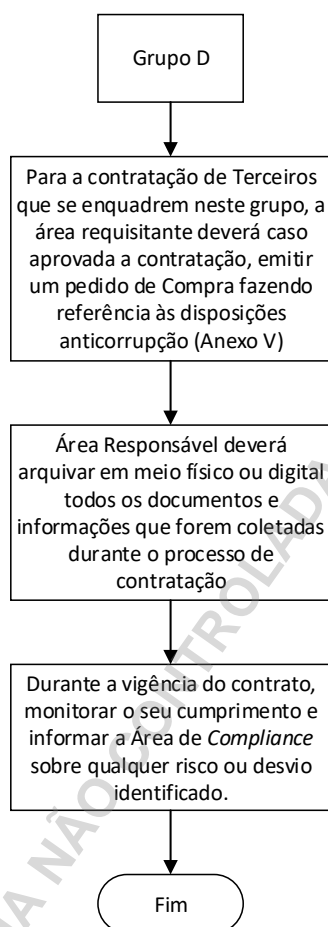 Grupo D
Para a contratação de Terceiros
que se enquadrem neste grupo, a
área requisitante deverá caso
aprovada a contratação, emitir
um pedido de Compra fazendo
referência às disposições
anticorrupção (Anexo V)
Área Responsável deverá
arquivar em meio físico ou digital
todos os documentos e
informações que forem coletadas
durante o processo de
contratação
Durante a vigência do contrato,
monitorar o seu cumprimento e
informar a Área de Compliance
sobre qualquer risco ou desvio
identificado.
Fim
NÃO CONTROLADA